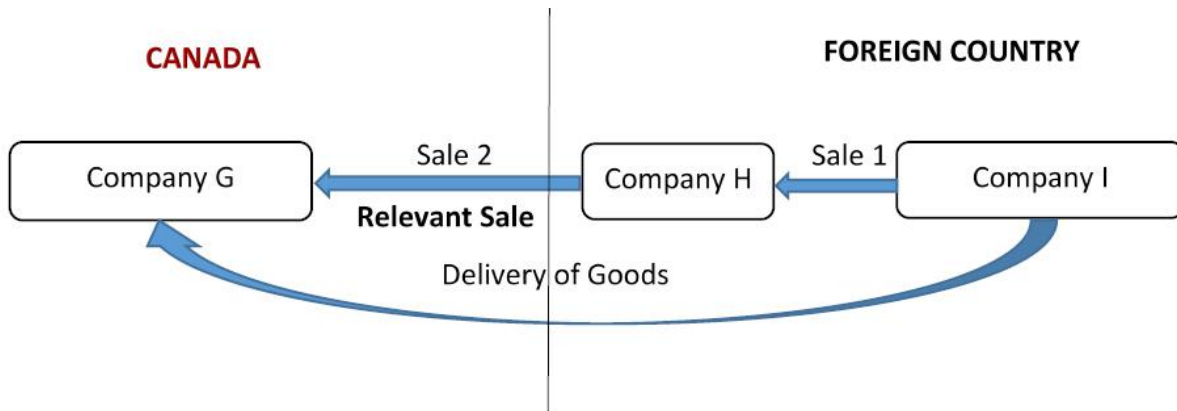 CANADA
FOREIGN COUNTRY
Company G
Sale 2
Company H
Sale 1
Company I
Relevant Sale
Delivery of Goods